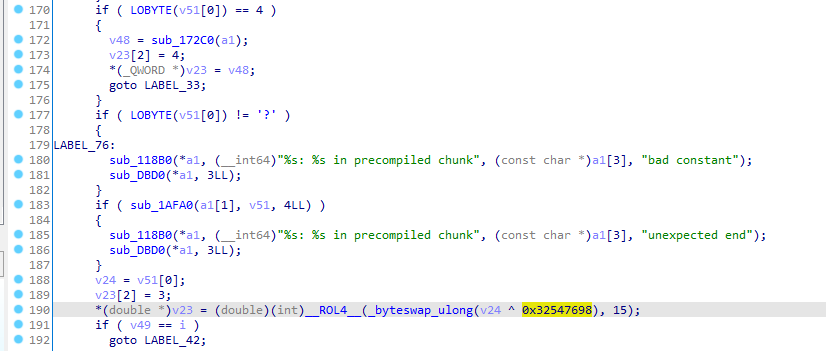 170 if ( LOBYTE(v51[0]) == 4 )
171 {
172 v48 = sub_172C0(a1);
173 v23[2] = 4;
174 *(_QWORD *)v23 = v48;
175 goto LABEL_33;
176 }
177 if ( LOBYTE(v51[0]) != '?' )
178 {
179 LABEL_76:
180 sub_118B0(*a1, (__int64)"%s: %s in precompiled chunk", (const char *)a1[3], "bad constant");
181 sub_DBD0(*a1, 3LL);
182 }
183 if ( sub_1AFA0(a1[1], v51, 4LL) )
184 {
185 sub_118B0(*a1, (__int64)"%s: %s in precompiled chunk", (const char *)a1[3], "unexpected end");
186 sub_DBD0(*a1, 3LL);
187 }
188 v24 = v51[0];
189 v23[2] = 3;
190 *(double *)v23 = (double)(int)__ROL4__(_byteswap_ulong(v24 ^ 0x32547698), 15);
191 if ( v49 == i )
192 goto LABEL_42;